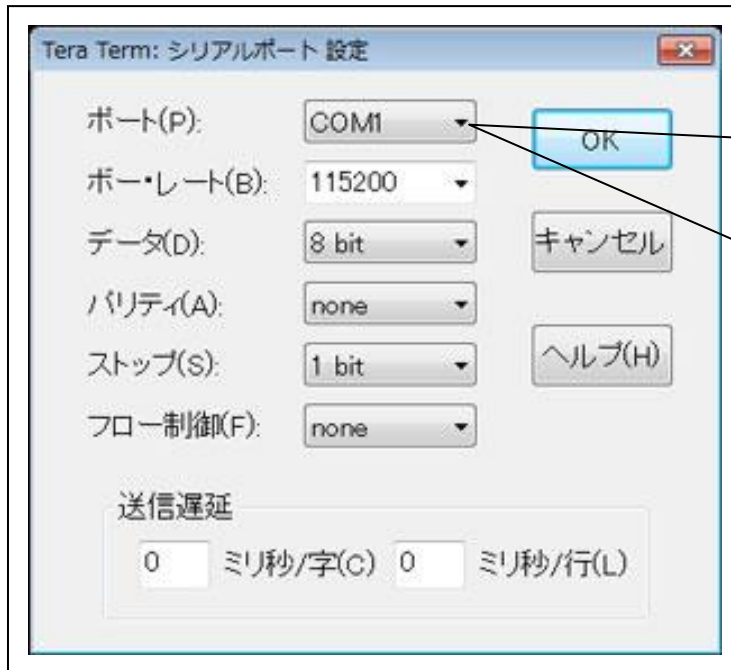 Tera Term: シリアルポート 設定
ポート(P): COM1 OK
ボー・レート(B): 115200
データ(D): 8 bit キャンセル
パリティ(A): none
ストップ(S): 1 bit ヘルプ(H)
フロー制御(F): none
送信遅延
0 ミリ秒/字(C) 0 ミリ秒/行(L)